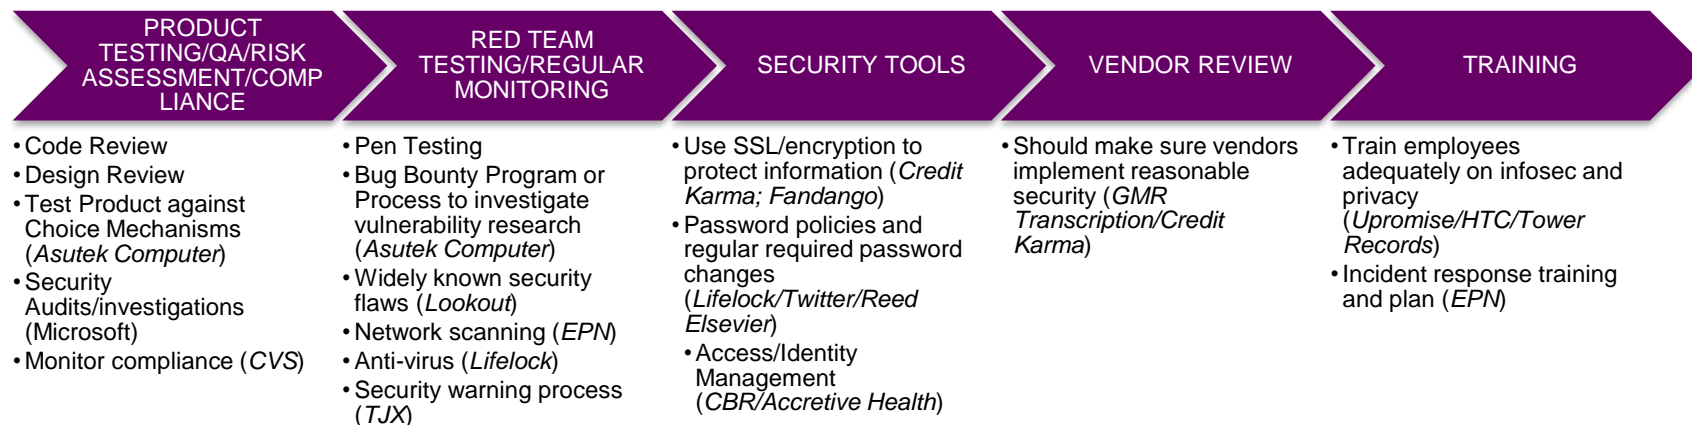 PRODUCT
TESTING/QA/RISK
ASSESSMENT/COMP
LIANCE
• Code Review
• Design Review
• Test Product against
Choice Mechanisms
(Asutek Computer)
• Security
Audits/investigations
(Microsoft)
• Monitor compliance (CVS)
RED TEAM
TESTING/REGULAR
MONITORING
• Pen Testing
• Bug Bounty Program or
Process to investigate
vulnerability research
(Asutek Computer)
• Widely known security
flaws (Lookout)
• Network scanning (EPN)
• Anti-virus (Lifelock)
• Security warning process
(TJX)
SECURITY TOOLS
• Use SSL/encryption to
protect information (Credit
Karma; Fandango)
• Password policies and
regular required password
changes
(Lifelock/Twitter/Reed
Elsevier)
• Access/Identity
Management
(CBR/Accretive Health)
VENDOR REVIEW
• Should make sure vendors
implement reasonable
security (GMR
Transcription/Credit
Karma)
TRAINING
• Train employees
adequately on infosec and
privacy
(Upromise/HTC/Tower
Records)
• Incident response training
and plan (EPN)